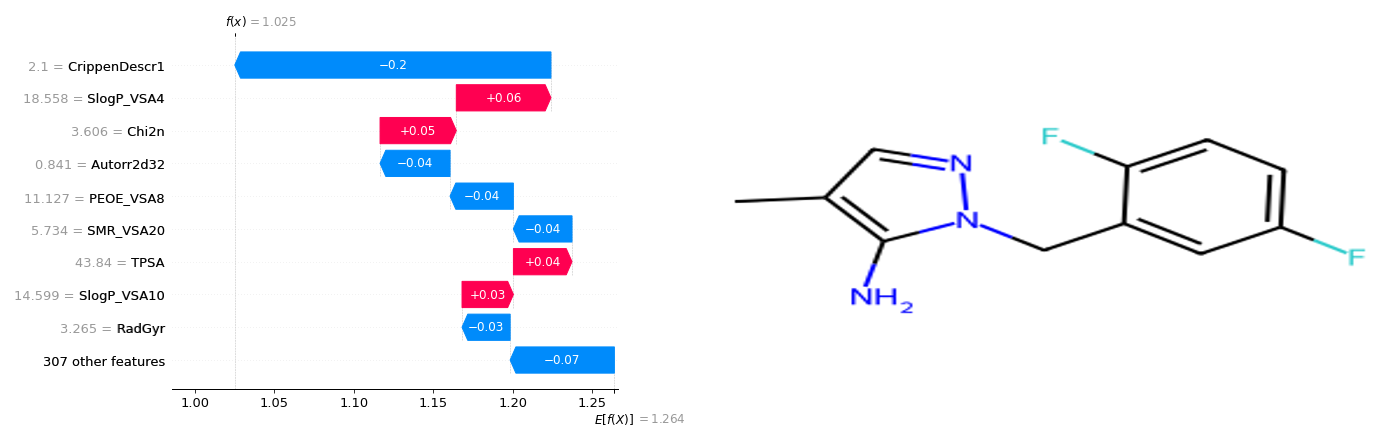 f(x) = 1.025
2.1 = CrippenDescr1
−0.2
18.558 = SlogP_VSA4
+0.06
3.606 = Chi2n
+0.05
0.841 = Autorr2d32
−0.04
11.127 = PEOE_VSA8
−0.04
5.734 = SMR_VSA20
−0.04
43.84 = TPSA
+0.04
14.599 = SlogP_VSA10
+0.03
3.265 = RadGyr
−0.03
307 other features
−0.07
1.00 1.05 1.10 1.15 1.20 1.25
E[f(X)] = 1.264
F
N
N
F
NH2